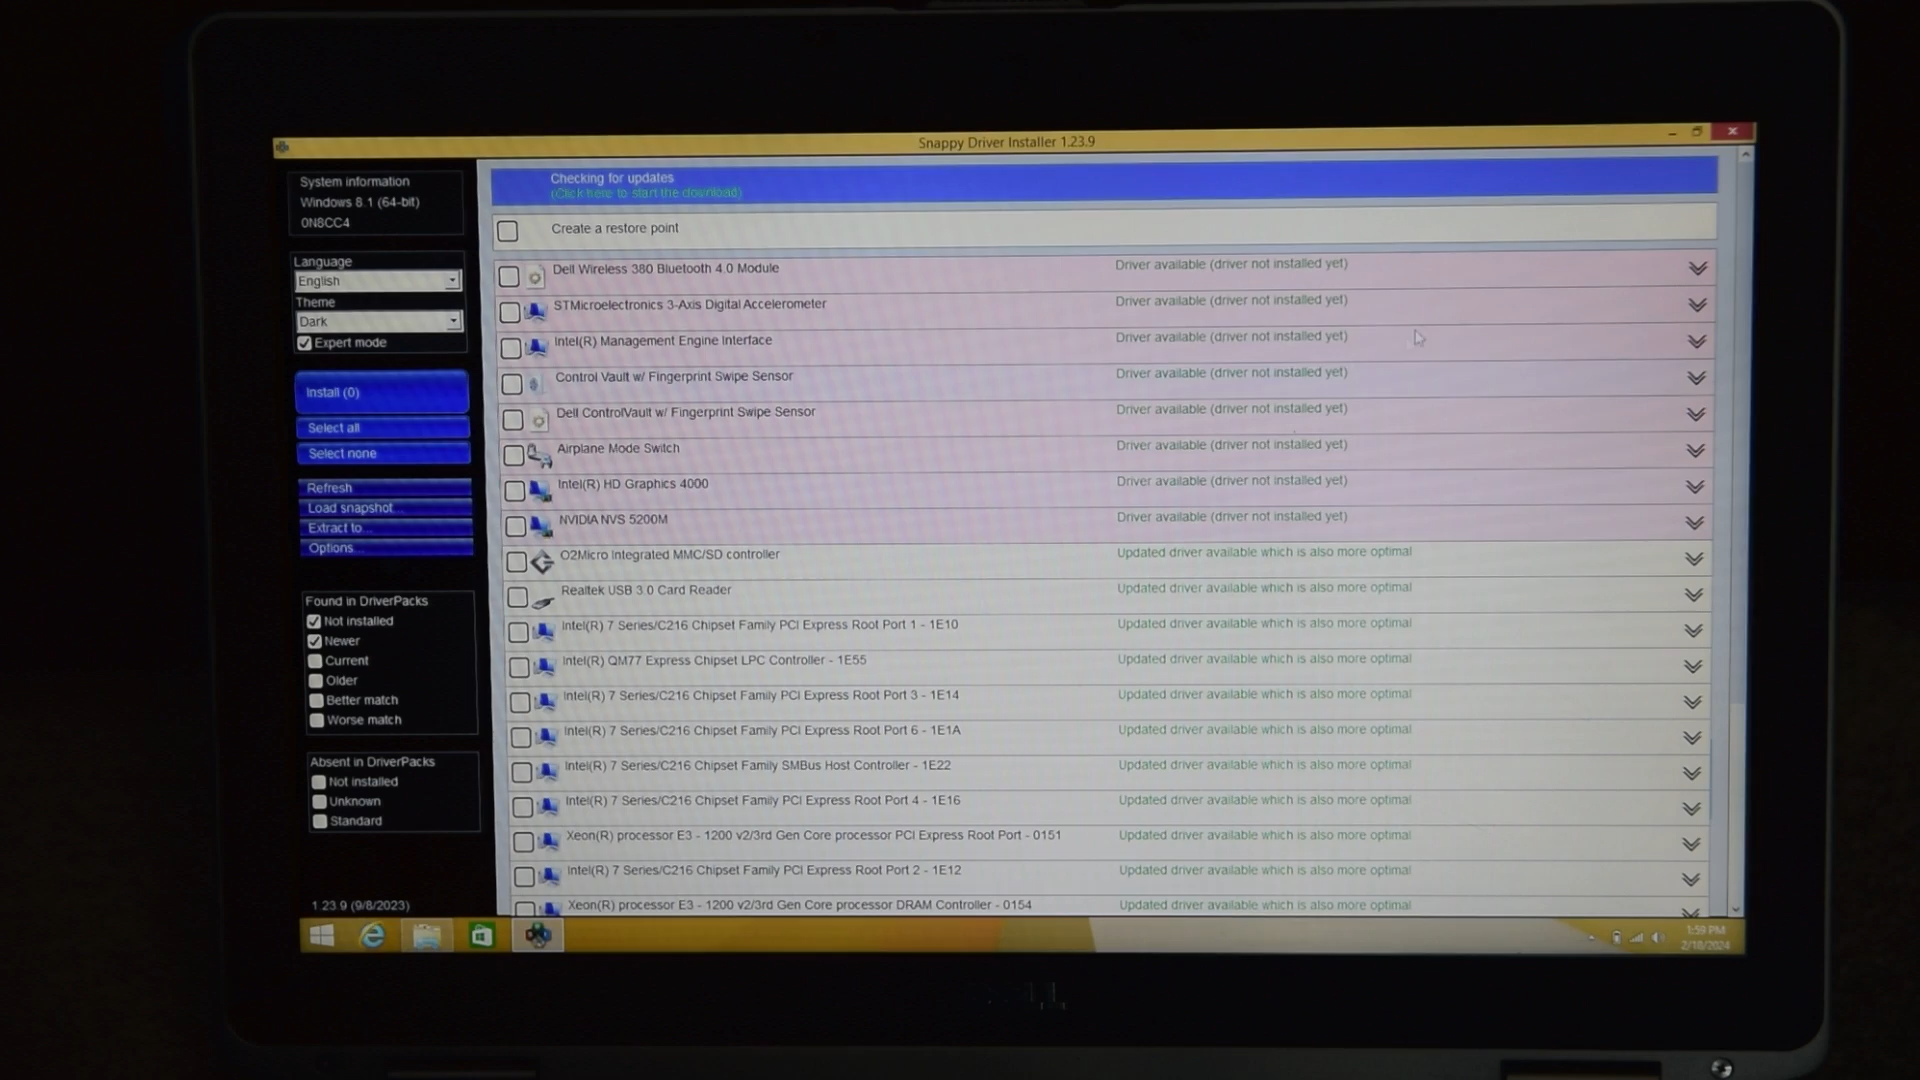 Snappy Driver Installer 1.23.9
System information
Windows 8.1 (64-bit)
0N8CC4
Language
English
Theme
Dark
Expert mode
Install (0)
Select all
Select none
Refresh
Load snapshot...
Extract to...
Options...
Found in DriverPacks
Not installed
Newer
Current
Older
Better match
Worse match
Absent in DriverPacks
Not installed
Unknown
Standard
1.23.9 (9/8/2023)
Checking for updates
(Click here to start the download)
Create a restore point
Dell Wireless 380 Bluetooth 4.0 Module Driver available (driver not installed yet)
STMicroelectronics 3-Axis Digital Accelerometer Driver available (driver not installed yet)
Intel(R) Management Engine Interface Driver available (driver not installed yet)
Control Vault w/ Fingerprint Swipe Sensor Driver available (driver not installed yet)
Dell ControlVault w/ Fingerprint Swipe Sensor Driver available (driver not installed yet)
Airplane Mode Switch Driver available (driver not installed yet)
Intel(R) HD Graphics 4000 Driver available (driver not installed yet)
NVIDIA NVS 5200M Driver available (driver not installed yet)
O2Micro Integrated MMC/SD controller Updated driver available which is also more optimal
Realtek USB 3.0 Card Reader Updated driver available which is also more optimal
Intel(R) 7 Series/C216 Chipset Family PCI Express Root Port 1 - 1E10 Updated driver available which is also more optimal
Intel(R) QM77 Express Chipset LPC Controller - 1E55 Updated driver available which is also more optimal
Intel(R) 7 Series/C216 Chipset Family PCI Express Root Port 3 - 1E14 Updated driver available which is also more optimal
Intel(R) 7 Series/C216 Chipset Family PCI Express Root Port 6 - 1E1A Updated driver available which is also more optimal
Intel(R) 7 Series/C216 Chipset Family SMBus Host Controller - 1E22 Updated driver available which is also more optimal
Intel(R) 7 Series/C216 Chipset Family PCI Express Root Port 4 - 1E16 Updated driver available which is also more optimal
Xeon(R) processor E3 - 1200 v2/3rd Gen Core processor PCI Express Root Port - 0151 Updated driver available which is also more optimal
Intel(R) 7 Series/C216 Chipset Family PCI Express Root Port 2 - 1E12 Updated driver available which is also more optimal
Xeon(R) processor E3 - 1200 v2/3rd Gen Core processor DRAM Controller - 0154 Updated driver available which is also more optimal
1:59 PM
2/18/2024